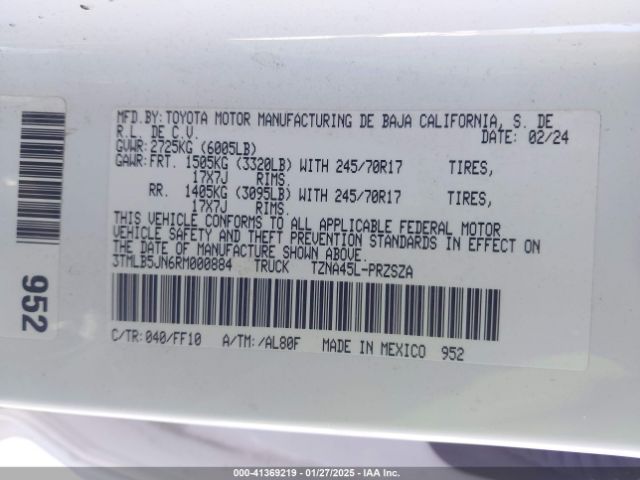 MFD.BY: TOYOTA MOTOR MANUFACTURING DE BAJA CALIFORNIA, S. DE
R.L. DE C.V. DATE: 02/24
GVWR: 2725KG (6005LB)
GAWR: FRT. 1505KG (3320LB) WITH 245/70R17 TIRES,
17X7J RIMS.
RR. 1405KG (3095LB) WITH 245/70R17 TIRES,
17X7J RIMS.
THIS VEHICLE CONFORMS TO ALL APPLICABLE FEDERAL MOTOR
VEHICLE SAFETY AND THEFT PREVENTION STANDARDS IN EFFECT ON
THE DATE OF MANUFACTURE SHOWN ABOVE.
3TMLB5JN6RM000884 TRUCK TZNA45L-PRZSZA
C/TR: 040/FF10 A/TM: /AL80F MADE IN MEXICO 952
952
000-41369219 - 01/27/2025 - IAA Inc.